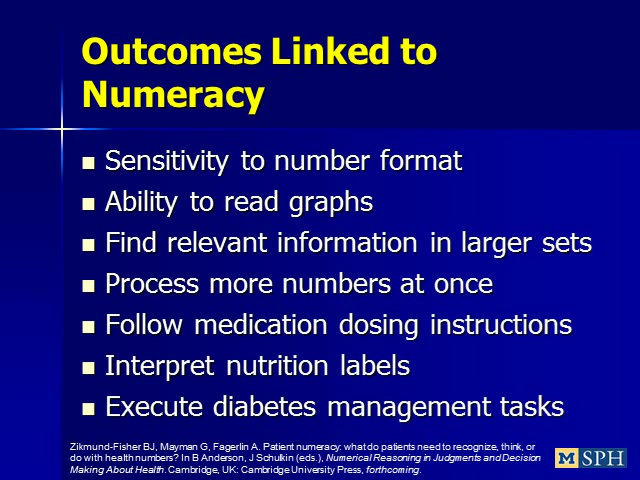 Outcomes Linked to
Numeracy
Sensitivity to number format
Ability to read graphs
Find relevant information in larger sets
Process more numbers at once
Follow medication dosing instructions
Interpret nutrition labels
Execute diabetes management tasks
Zikmund-Fisher BJ, Mayman G, Fagerlin A. Patient numeracy: what do patients need to recognize, think, or
do with health numbers? In B Anderson, J Schulkin (eds.), Numerical Reasoning in Judgments and Decision
Making About Health. Cambridge, UK: Cambridge University Press, forthcoming.
M SPH